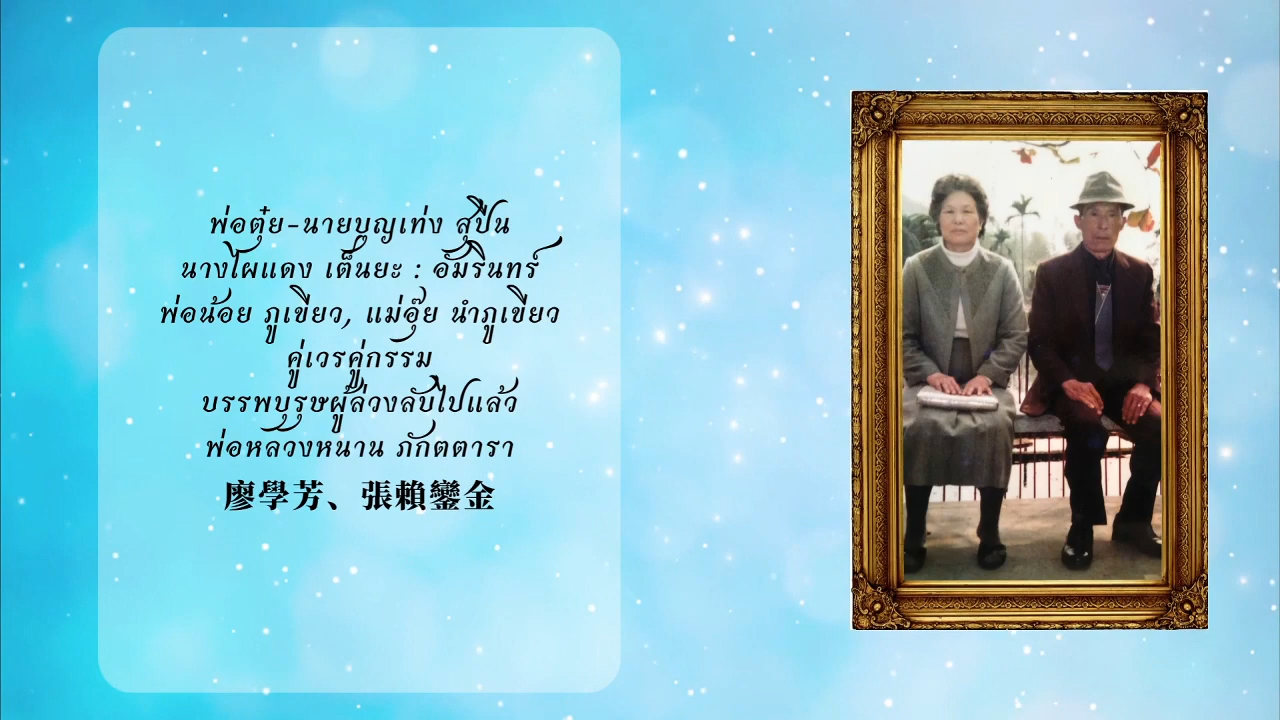 พ่อตุ๋ย-นายบุญเท่ง สุปืน
นางไผแดง เต็นยะ : อัมรินทร์
พ่อน้อย ภูเขียว, แม่อุ๊ย นำภูเขียว
คู่เวรคู่กรรม
บรรพบุรุษผู้ล่วงลับไปแล้ว
พ่อหลวงหนาน ภักตตารา
廖學芳、張賴鑾金